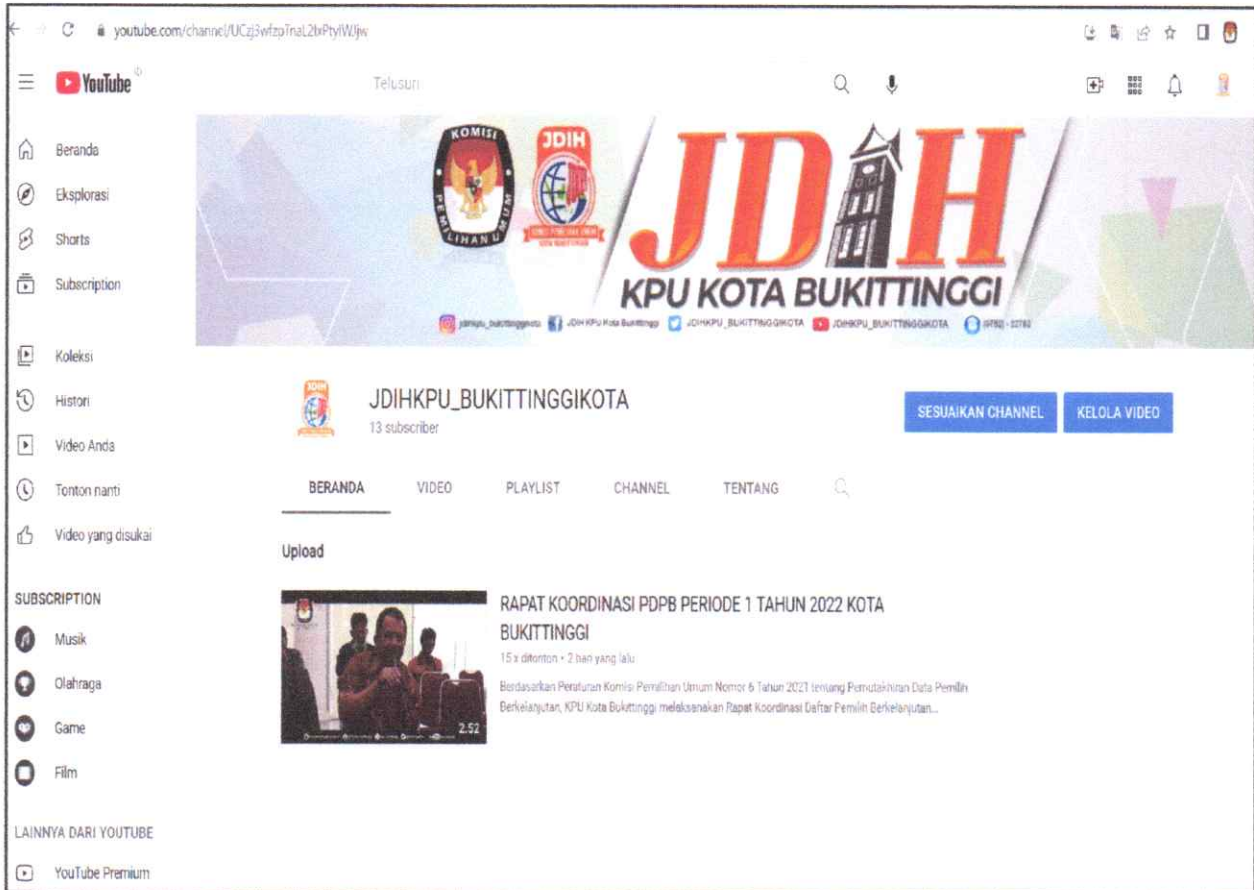 youtube.com/channel/
YouTube ID
Telusuri
Beranda
Eksplorasi
Shorts
Subscription
Koleksi
Histori
Video Anda
Tonton nanti
Video yang disukai
SUBSCRIPTION
Musik
Olahraga
Game
Film
LAINNYA DARI YOUTUBE
YouTube Premium
KOMISI
PEMILIHAN UMUM
JDIH
KOTA BUKITTINGGI
JDIH
KPU KOTA BUKITTINGGI
JDIH KPU Kota Bukittinggi
JDIHKPU_BUKITTINGGIKOTA
JDIHKPU_BUKITTINGGIKOTA
JDIH
JDIHKPU_BUKITTINGGIKOTA
13 subscriber
SESUAIKAN CHANNEL
KELOLA VIDEO
BERANDA
VIDEO
PLAYLIST
CHANNEL
TENTANG
Upload
2.52
RAPAT KOORDINASI PDPB PERIODE 1 TAHUN 2022 KOTA
BUKITTINGGI
15 x ditonton • 2 hari yang lalu
Berdasarkan Peraturan Komisi Pemilihan Umum Nomor 6 Tahun 2021 tentang Pemutakhiran Data Pemilih
Berkelanjutan, KPU Kota Bukittinggi melaksanakan Rapat Koordinasi Daftar Pemilih Berkelanjutan...